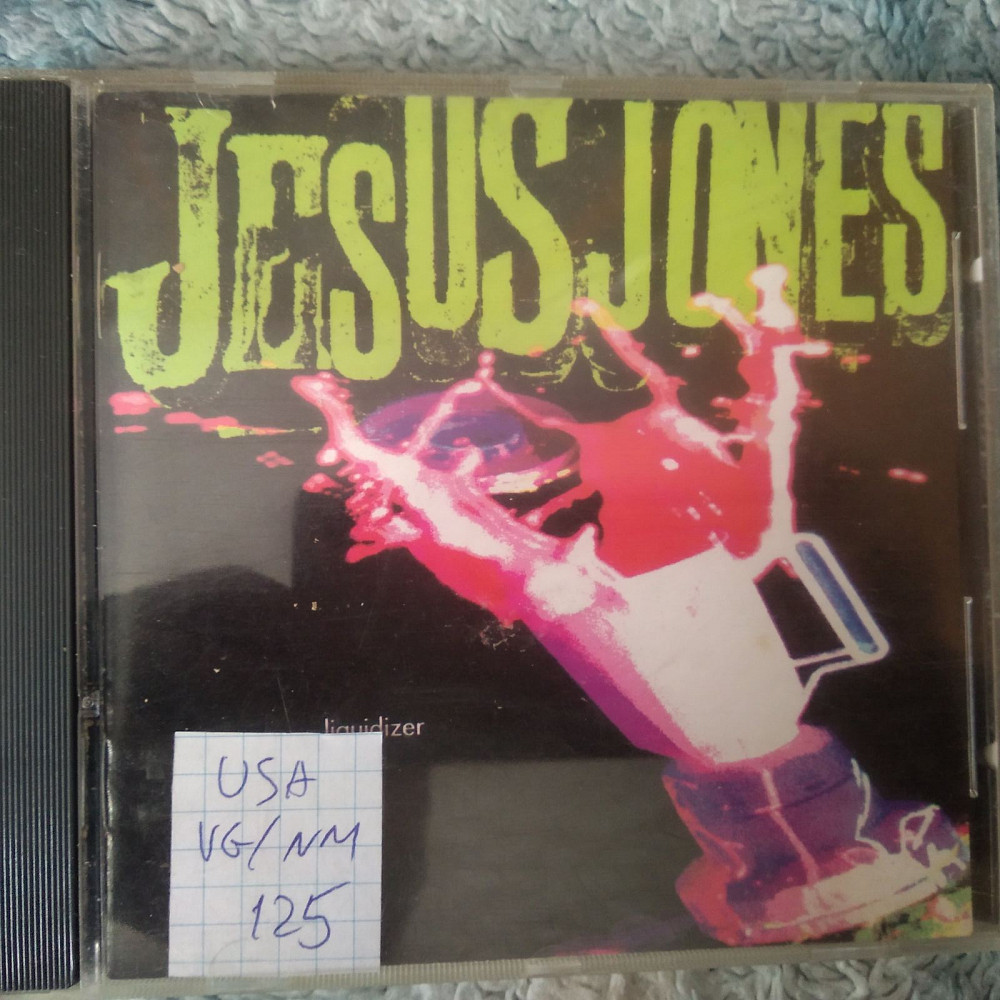 JESUS JONES
liquidizer
USA
VG/NM
125